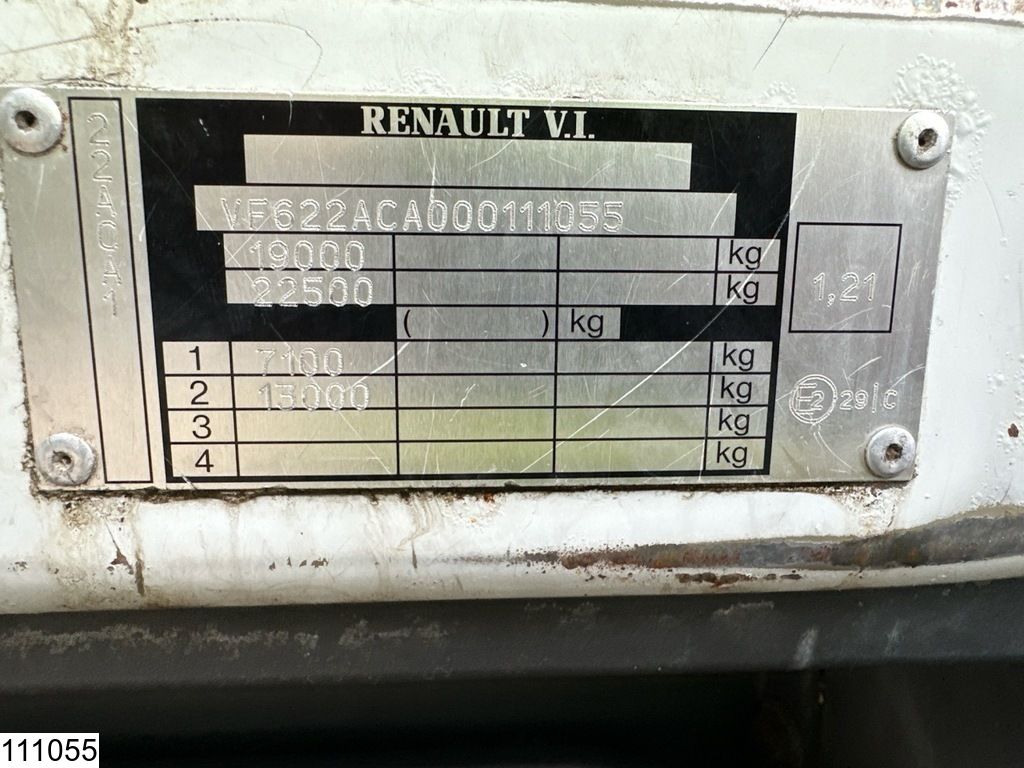 RENAULT V.I.
22ACA1
VF622ACA000111055
19000 kg
22500 kg
1,21
( ) kg
1 7100 kg
2 13000 kg
E2 29|C
3 kg
4 kg
111055